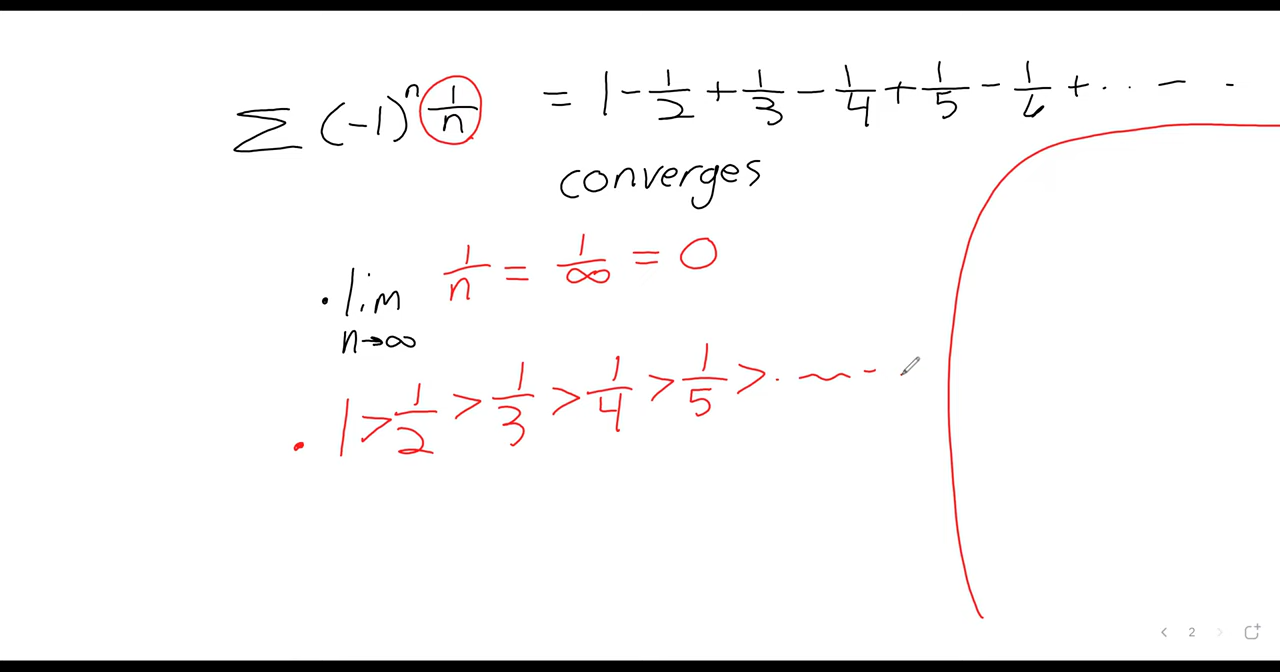 ∑ (-1)^n 1/n = 1 - 1/2 + 1/3 - 1/4 + 1/5 - 1/6 + . . - -
converges
• lim n→∞ 1/n = 1/∞ = 0
• 1 > 1/2 > 1/3 > 1/4 > 1/5 > . ~ -
2